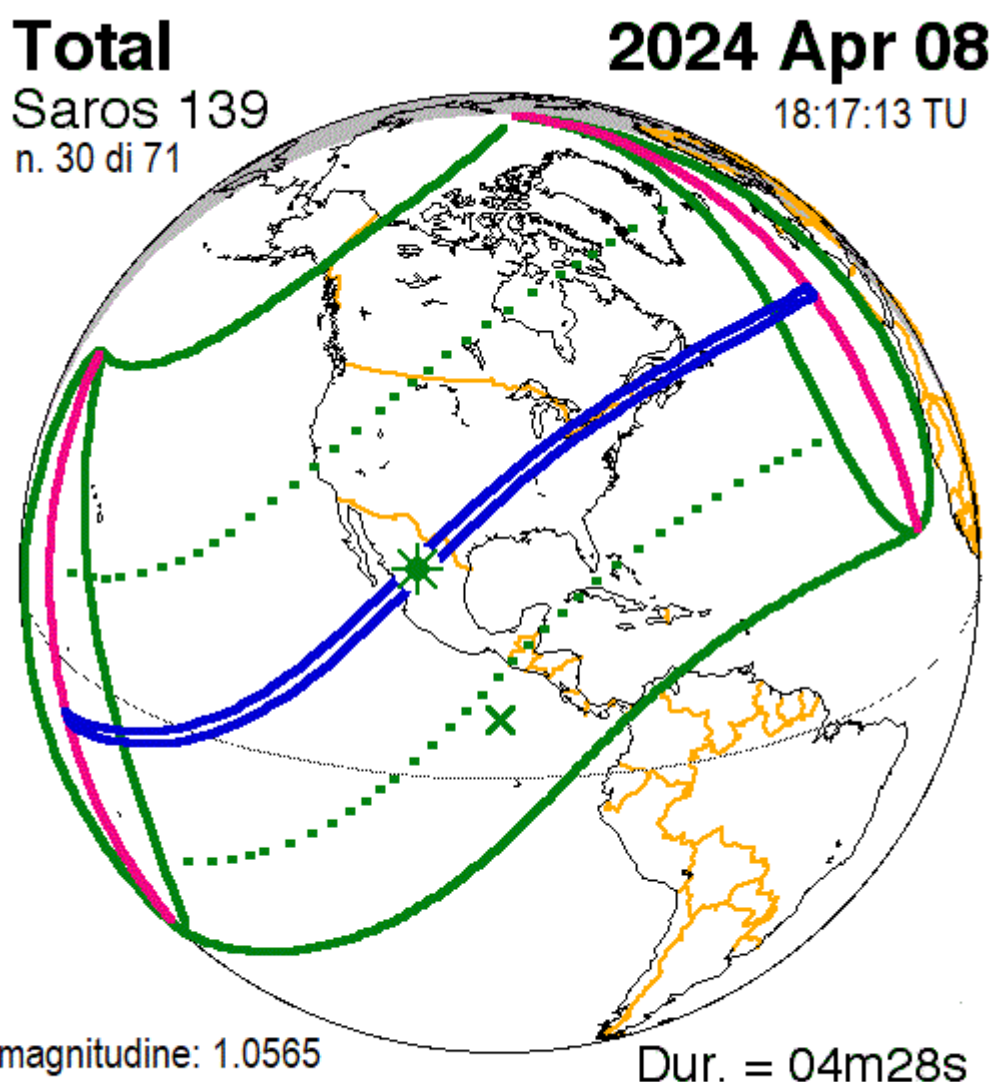 Total
2024 Apr 08
Saros 139
18:17:13 TU
n. 30 di 71
magnitudine: 1.0565
Dur. = 04m28s